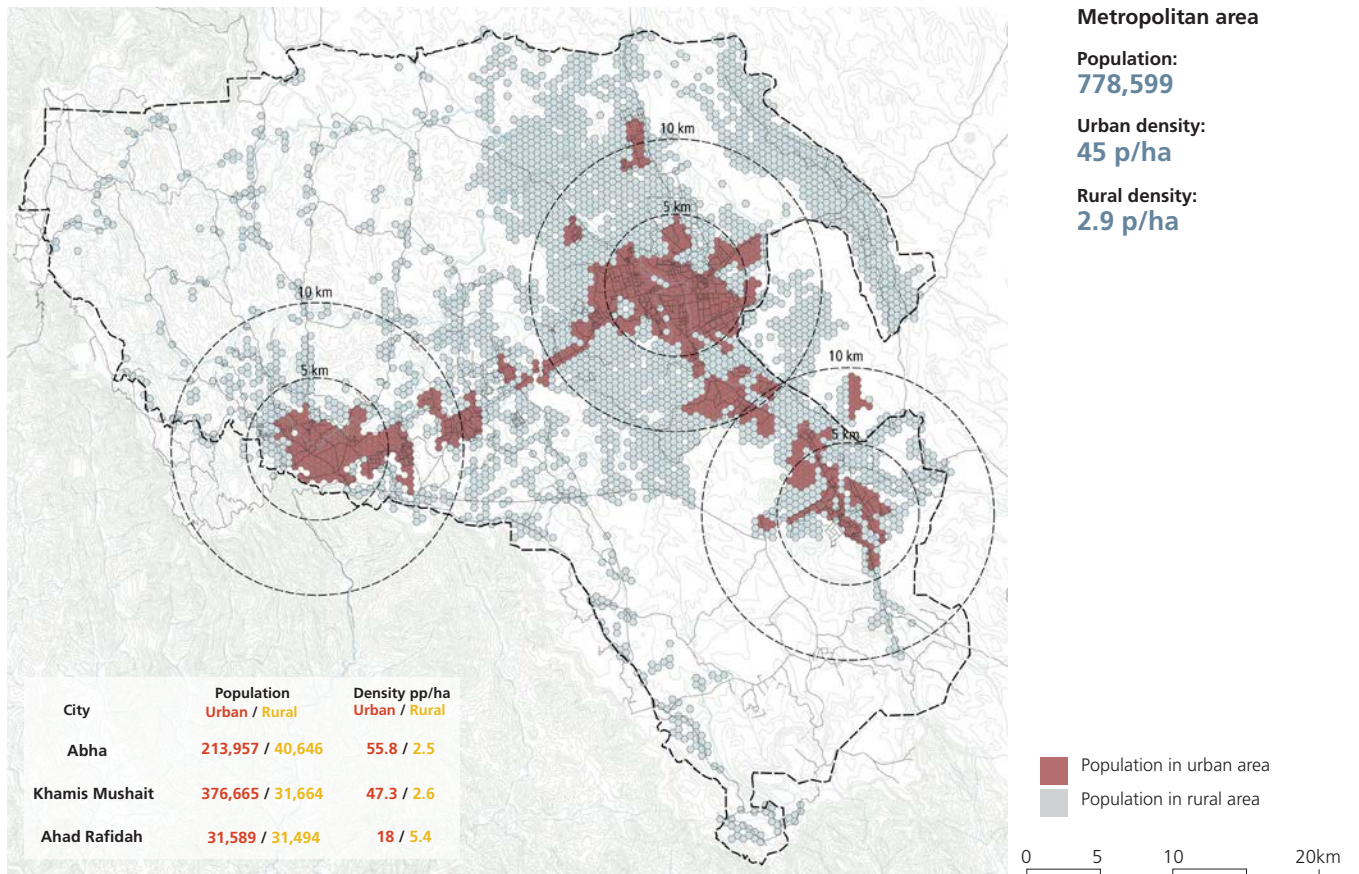 Metropolitan area
Population:
778,599
Urban density:
45 p/ha
Rural density:
2.9 p/ha
10 km
5 km
10 km
5 km
10 km
5 km
City
Population
Urban / Rural
Density pp/ha
Urban / Rural
Abha 213,957 / 40,646 55.8 / 2.5
Khamis Mushait 376,665 / 31,664 47.3 / 2.6
Ahad Rafidah 31,589 / 31,494 18 / 5.4
Population in urban area
Population in rural area
0 5 10 20km